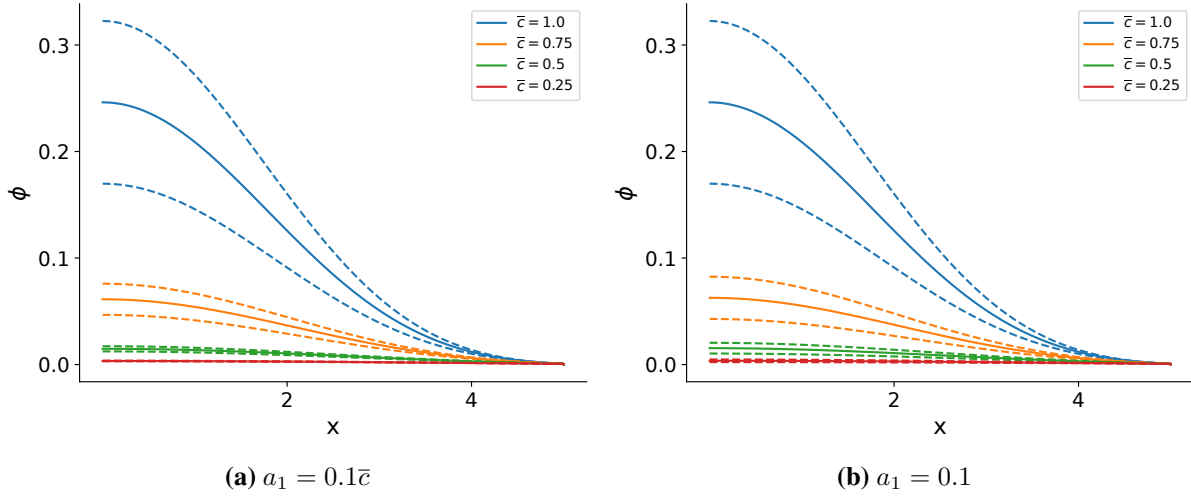 0.3
0.2
0.1
0.0
ϕ
2
4
x
c̅ = 1.0
c̅ = 0.75
c̅ = 0.5
c̅ = 0.25
(a) a₁ = 0.1c̅
0.3
0.2
0.1
0.0
ϕ
2
4
x
c̅ = 1.0
c̅ = 0.75
c̅ = 0.5
c̅ = 0.25
(b) a₁ = 0.1